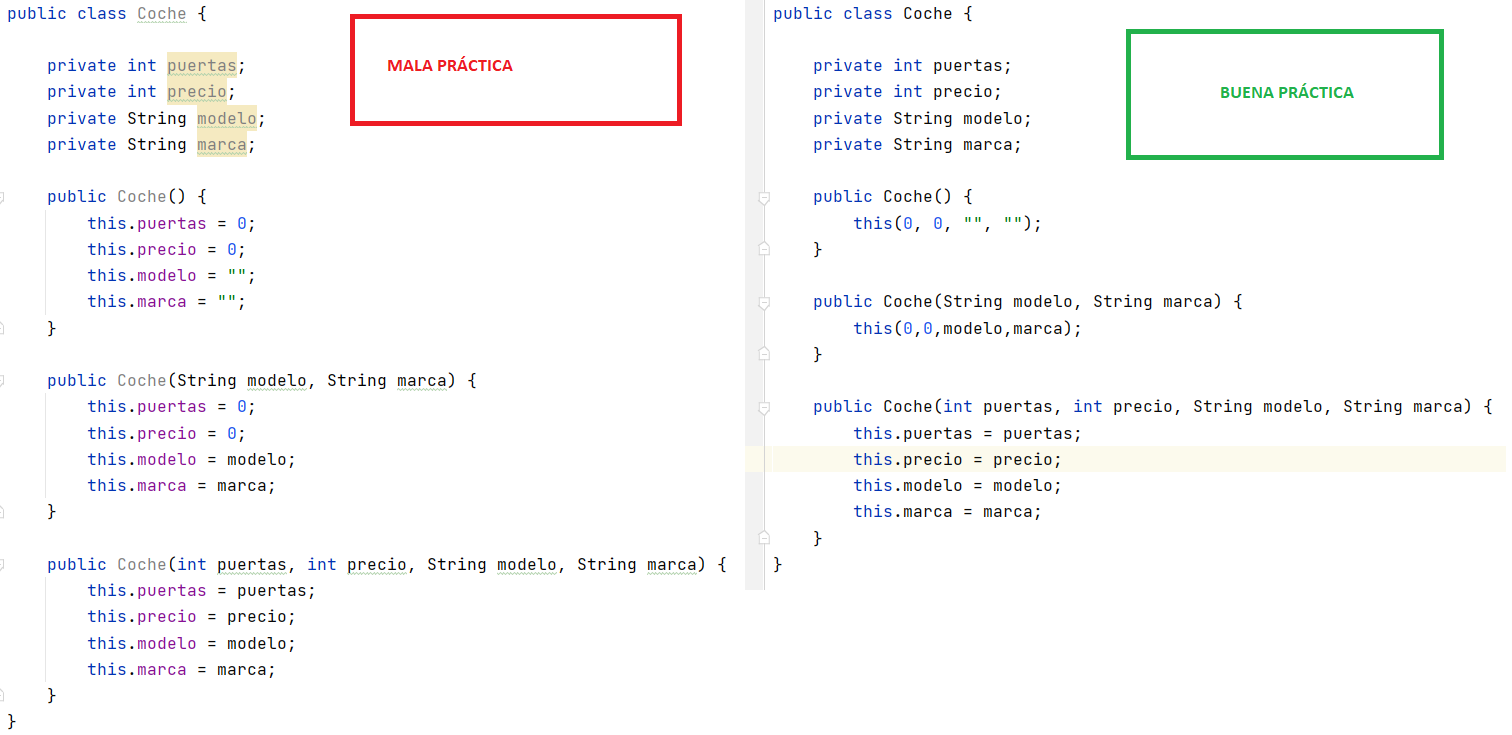 public class Coche {
MALA PRÁCTICA
private int puertas;
private int precio;
private String modelo;
private String marca;
public Coche() {
this.puertas = 0;
this.precio = 0;
this.modelo = "";
this.marca = "";
}
public Coche(String modelo, String marca) {
this.puertas = 0;
this.precio = 0;
this.modelo = modelo;
this.marca = marca;
}
public Coche(int puertas, int precio, String modelo, String marca) {
this.puertas = puertas;
this.precio = precio;
this.modelo = modelo;
this.marca = marca;
}
}
public class Coche {
BUENA PRÁCTICA
private int puertas;
private int precio;
private String modelo;
private String marca;
public Coche() {
this(0, 0, "", "");
}
public Coche(String modelo, String marca) {
this(0,0,modelo,marca);
}
public Coche(int puertas, int precio, String modelo, String marca) {
this.puertas = puertas;
this.precio = precio;
this.modelo = modelo;
this.marca = marca;
}
}